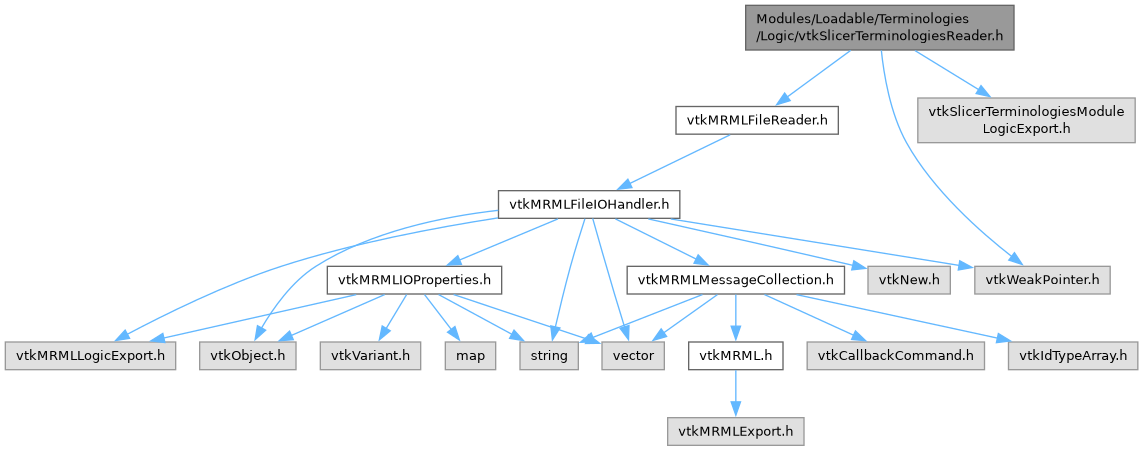 Modules/Loadable/Terminologies
/Logic/vtkSlicerTerminologiesReader.h
vtkMRMLFileReader.h
vtkSlicerTerminologiesModule
LogicExport.h
vtkMRMLFileIOHandler.h
vtkMRMLIOProperties.h
vtkMRMLMessageCollection.h
vtkNew.h
vtkWeakPointer.h
vtkMRMLLogicExport.h
vtkObject.h
vtkVariant.h
map
string
vector
vtkMRML.h
vtkCallbackCommand.h
vtkIdTypeArray.h
vtkMRMLExport.h